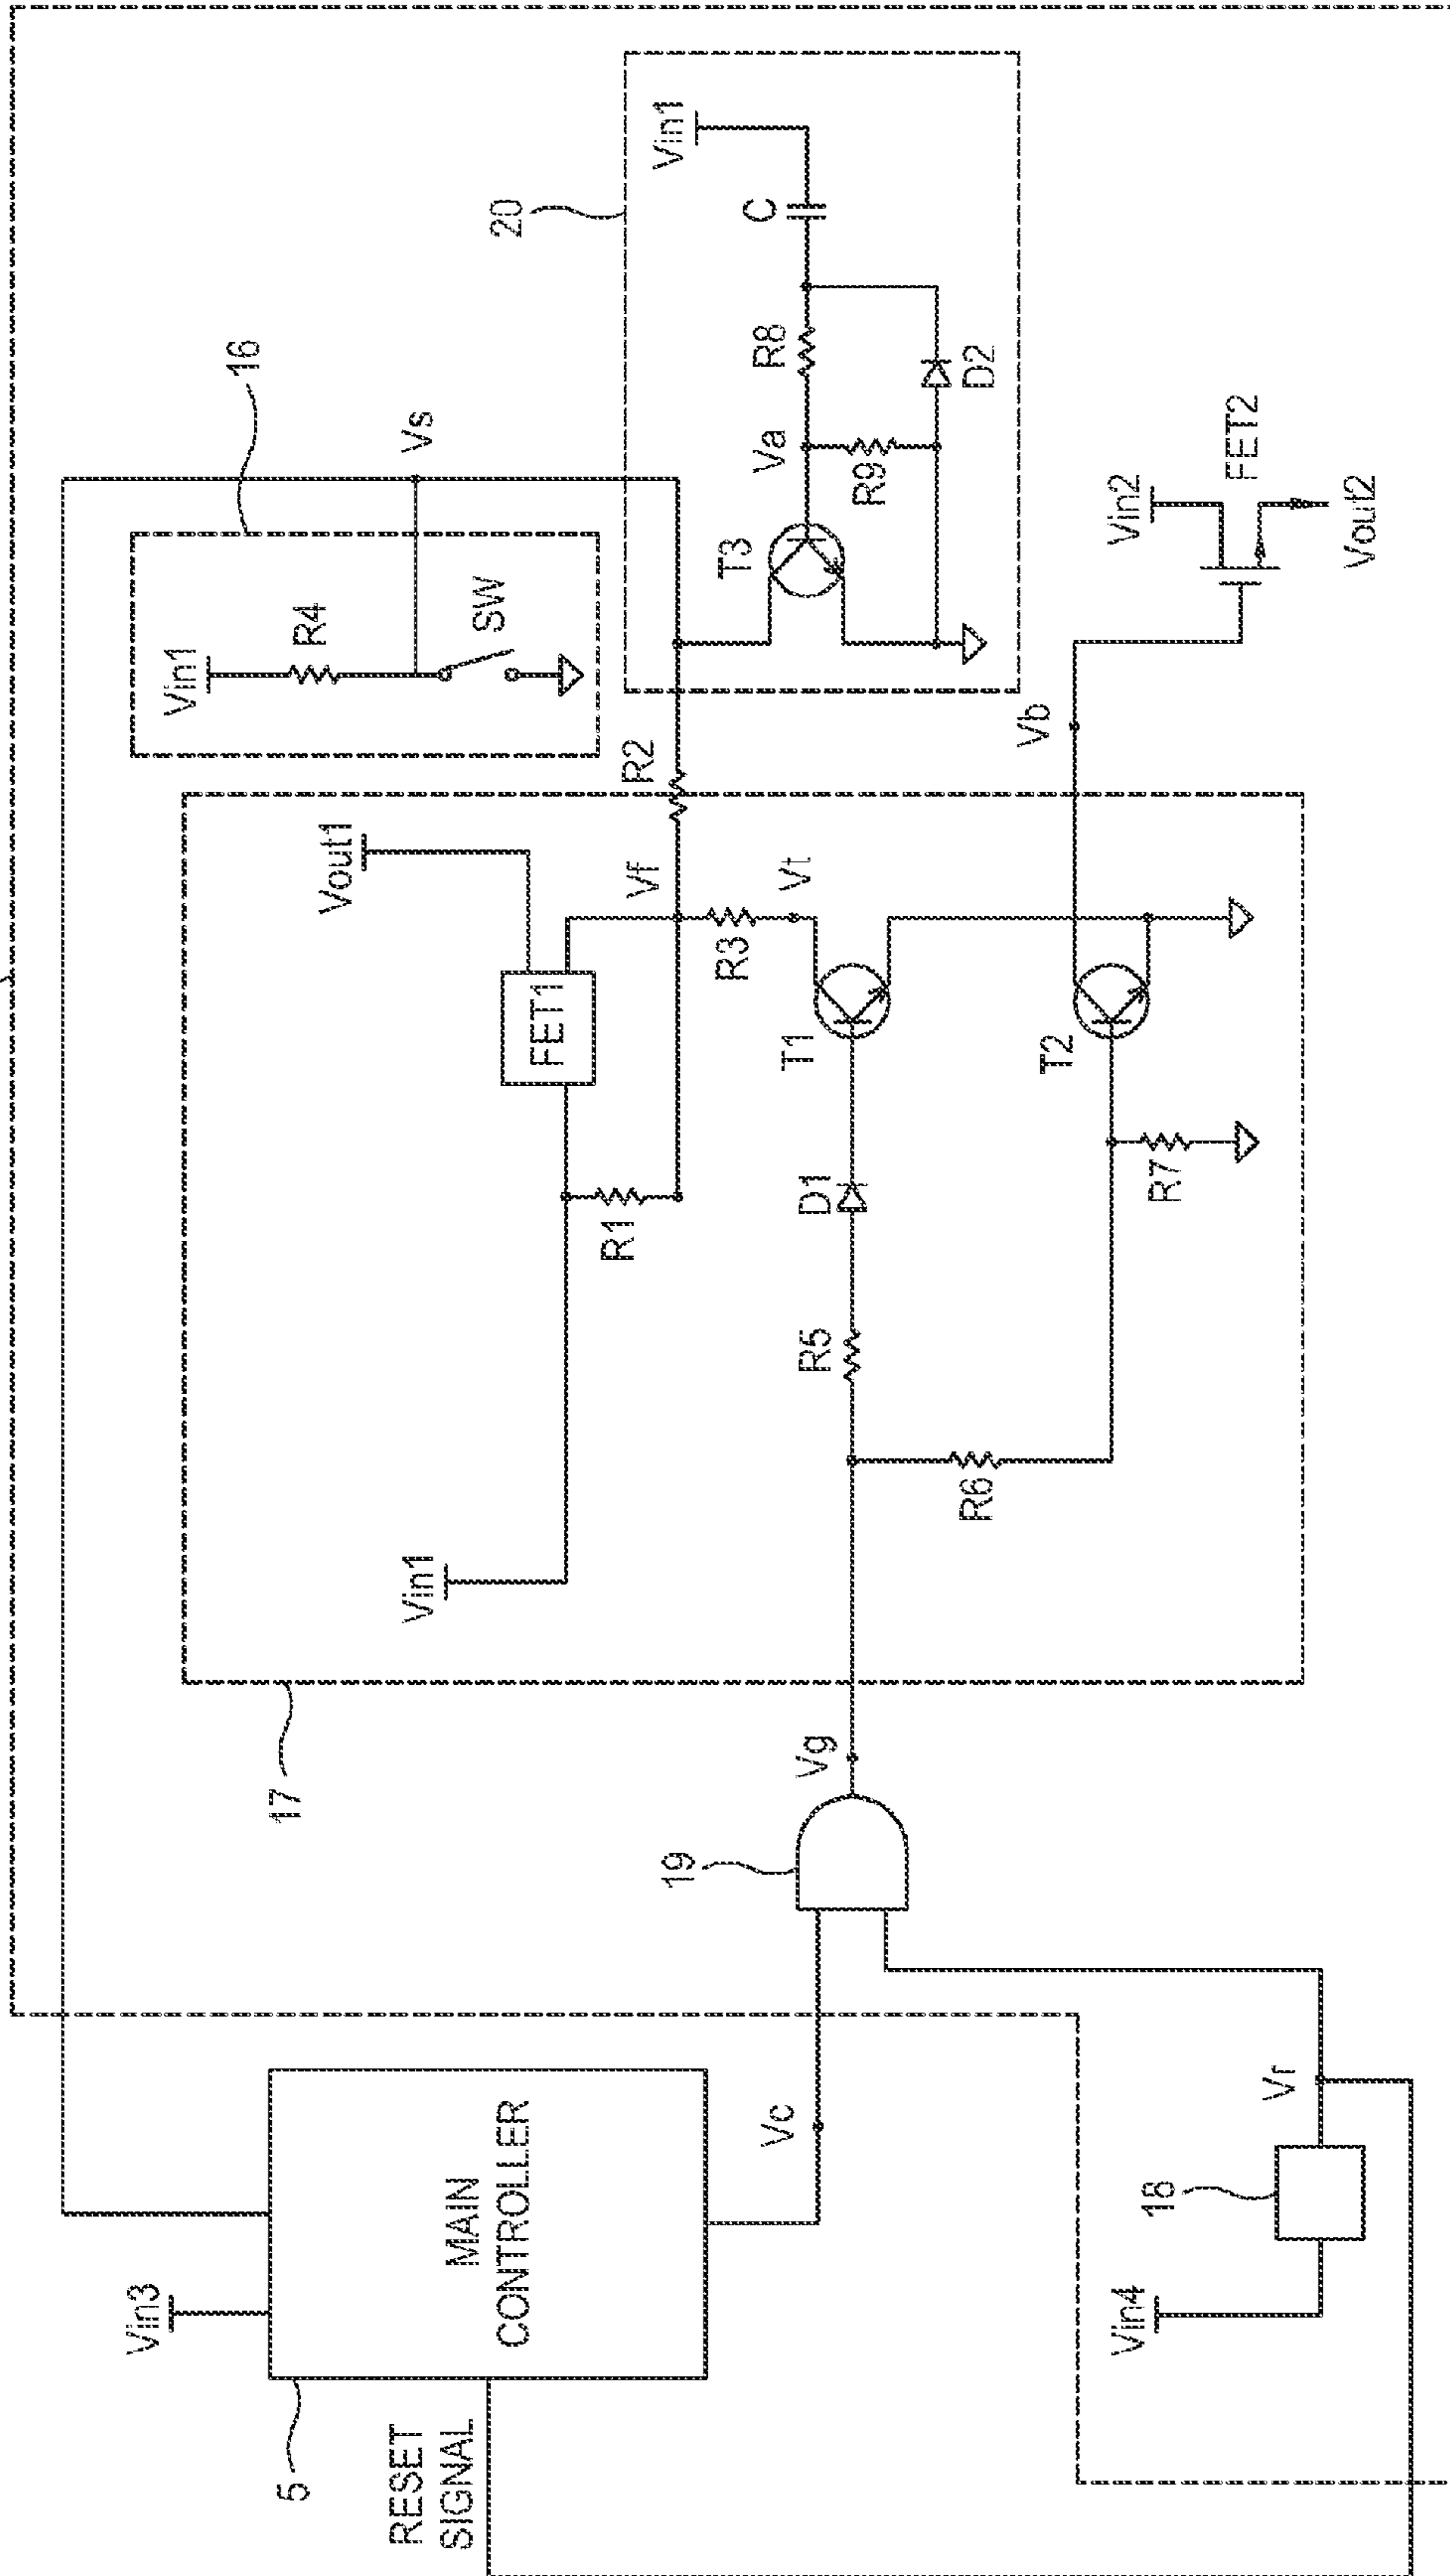 Vin1
C
20
R8
Va
R9
D2
T3
16
Vs
Vin1
R4
SW
Vin2
FET2
Vout2
Vb
R2
Vout1
Vf
FET1
R3
Vt
T1
T2
R1
D1
R7
R5
R6
Vin1
17
Vg
19
Vc
MAIN
CONTROLLER
Vin3
5
RESET
SIGNAL
Vr
18
Vin4